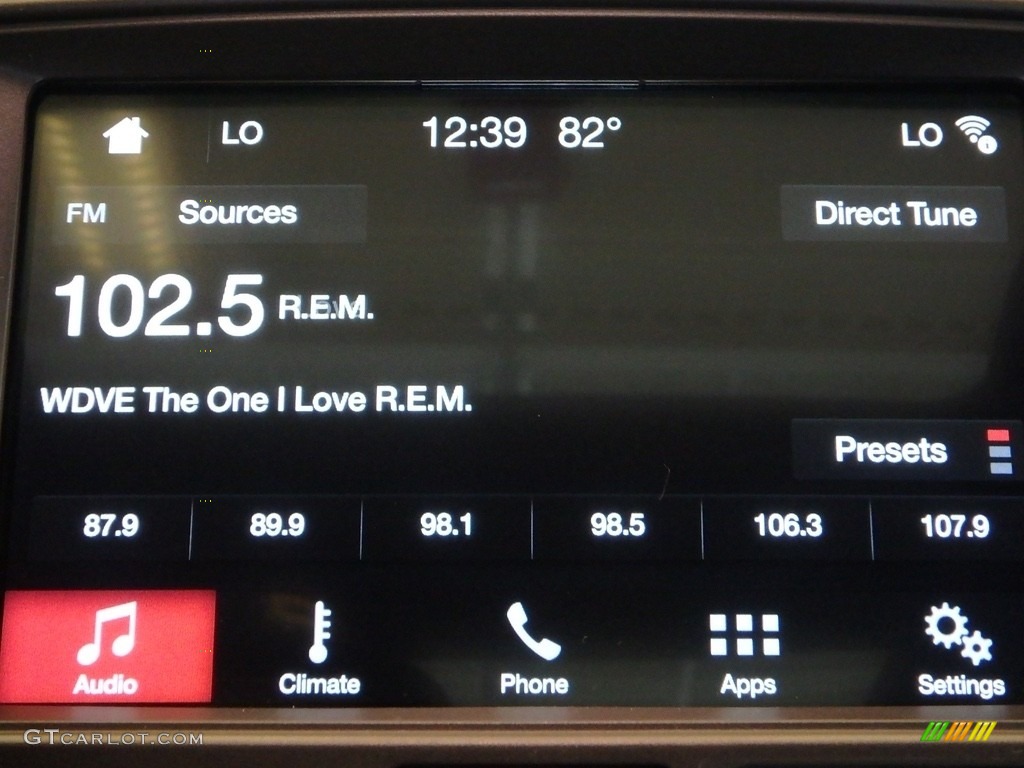 LO 12:39 82° LO
FM Sources Direct Tune
102.5 R.E.M.
WDVE The One I Love R.E.M.
Presets
87.9 89.9 98.1 98.5 106.3 107.9
Audio Climate Phone Apps Settings
GTCARLOT.COM